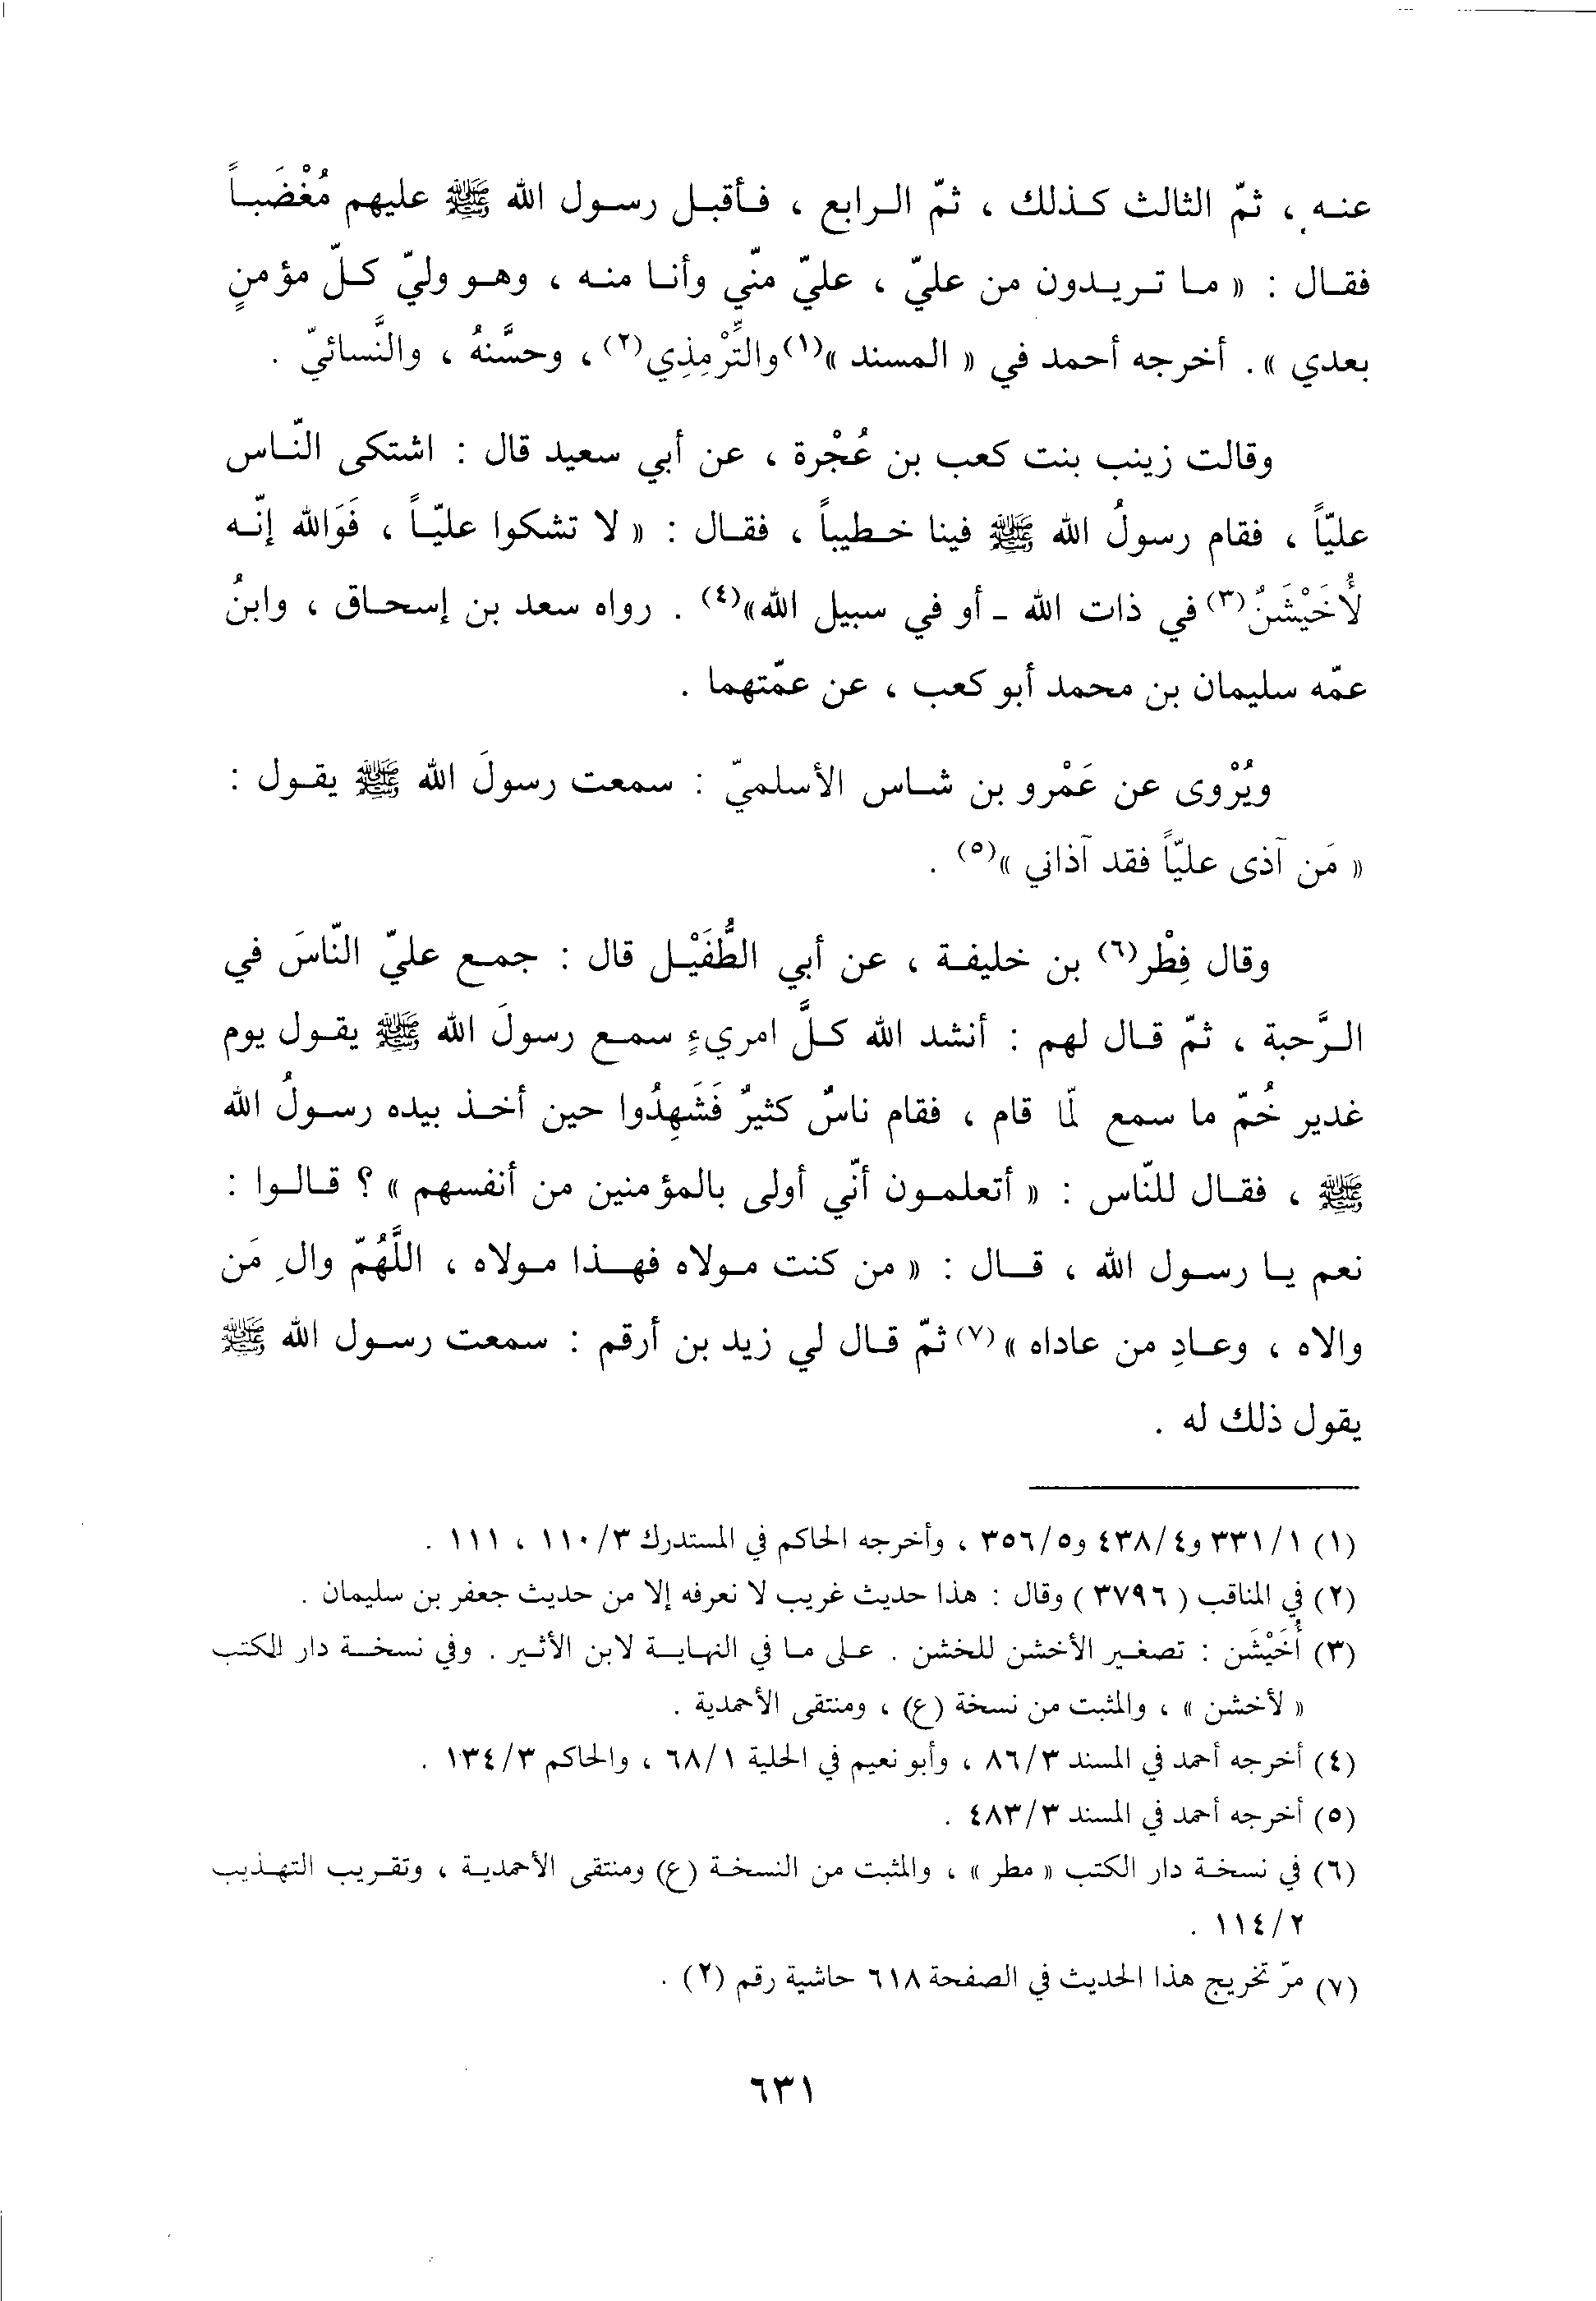 عنه ، ثمّ الثالث كذلك ، ثمّ الرابع ، فأقبل رسول الله ﷺ عليهم مُغْضَباً
فقال : « ما تريدون من عليّ ، عليّ منّي وأنا منه ، وهو وليّ كلّ مؤمنٍ
بعدي » . أخرجه أحمد في « المسند »(١) والتِّرْمِذِي(٢) ، وحسَّنهُ ، والنَّسائيّ .
وقالت زينب بنت كعب بن عُجْرة ، عن أبي سعيد قال : اشتكى النّاس
عليّاً ، فقام رسولُ الله ﷺ فينا خطيباً ، فقال : « لا تشكوا عليّاً ، فَوَالله إنّه
لأُخَيْشَنٌ(٣) في ذات الله - أو في سبيل الله»(٤) . رواه سعد بن إسحاق ، وابنُ
عمّه سليمان بن محمد أبو كعب ، عن عمّتهما .
ويُرْوى عن عَمْرو بن شاس الأسلميّ : سمعت رسولَ الله ﷺ يقول :
« مَن آذى عليّاً فقد آذاني »(٥) .
وقال فِطْر(٦) بن خليفة ، عن أبي الطُّفَيْل قال : جمع عليّ النّاسَ في
الرَّحبة ، ثمّ قال لهم : أنشد الله كلَّ امرىءٍ سمع رسولَ الله ﷺ يقول يوم
غدير خُمّ ما سمع لمّا قام ، فقام ناسٌ كثيرٌ فَشَهِدُوا حين أخذ بيده رسولُ الله
ﷺ ، فقال للنّاس : « أتعلمون أنّي أولى بالمؤمنين من أنفسهم » ؟ قالوا :
نعم يا رسول الله ، قال : « من كنت مولاه فهذا مولاه ، اللَّهُمّ والِ مَن
والاه ، وعادِ من عاداه »(٧) ثمّ قال لي زيد بن أرقم : سمعت رسول الله ﷺ
يقول ذلك له .
(١) ٣٣١/١ و٤٣٨/٤ و٣٥٦/٥ ، وأخرجه الحاكم في المستدرك ١١٠/٣ ، ١١١ .
(٢) في المناقب ( ٣٧٩٦ ) وقال : هذا حديث غريب لا نعرفه إلا من حديث جعفر بن سليمان .
(٣) أُخَيْشَن : تصغير الأخشن للخشن . على ما في النهاية لابن الأثير . وفي نسخة دار الكتب
« لأخشن » ، والمثبت من نسخة (ع) ، ومنتقى الأحمدية .
(٤) أخرجه أحمد في المسند ٨٦/٣ ، وأبو نعيم في الحلية ٦٨/١ ، والحاكم ١٣٤/٣ .
(٥) أخرجه أحمد في المسند ٤٨٣/٣ .
(٦) في نسخة دار الكتب « مطر » ، والمثبت من النسخة (ع) ومنتقى الأحمدية ، وتقريب التهذيب
١١٤/٢ .
(٧) مرّ تخريج هذا الحديث في الصفحة ٦١٨ حاشية رقم (٢) .
٦٣١